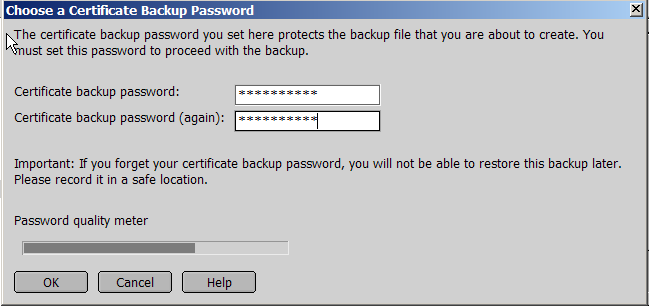 Choose a Certificate Backup Password
The certificate backup password you set here protects the backup file that you are about to create. You
must set this password to proceed with the backup.
Certificate backup password: **********
Certificate backup password (again): **********
Important: If you forget your certificate backup password, you will not be able to restore this backup later.
Please record it in a safe location.
Password quality meter
OK Cancel Help